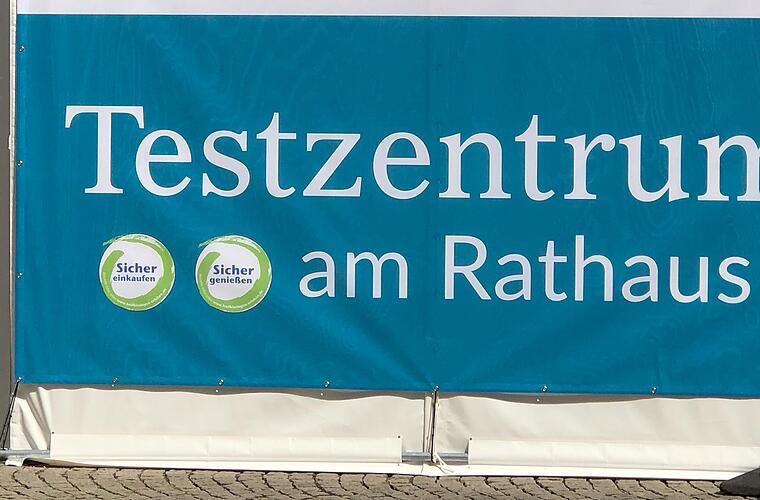 Testzentrum
Sicher
einkaufen
Sicher
genießen
am Rathaus